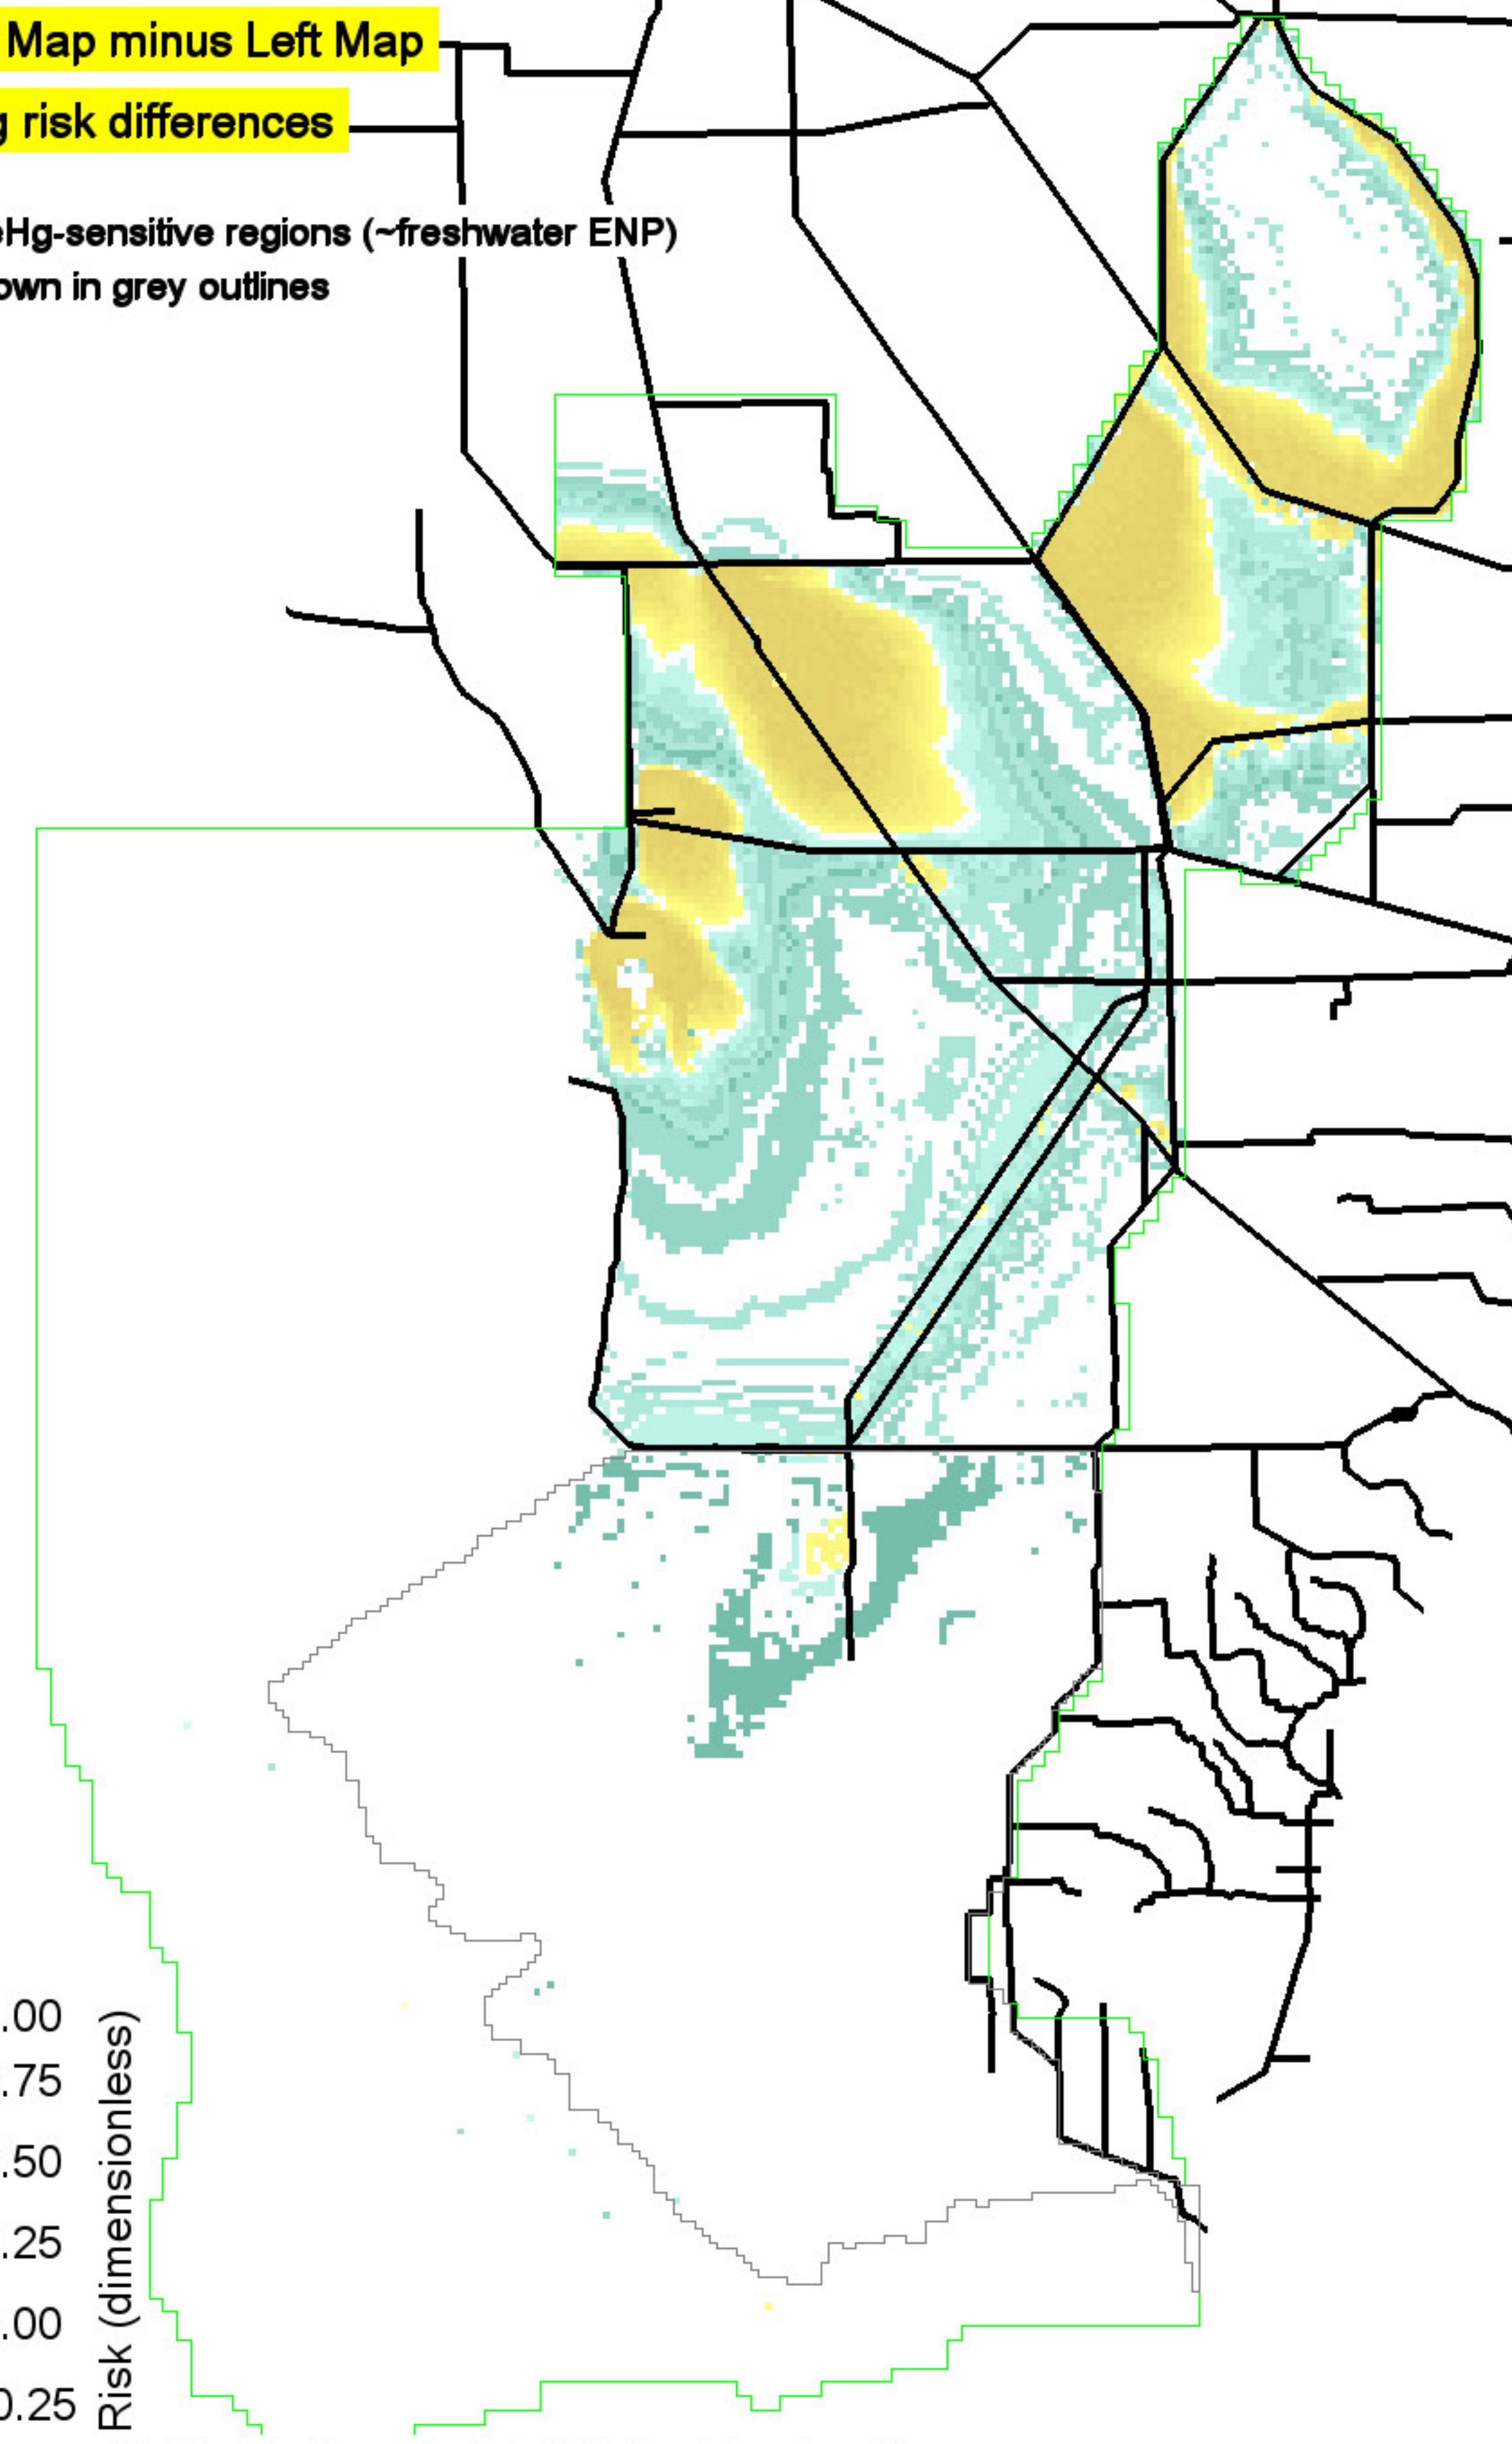 Map minus Left Map
g risk differences
eHg-sensitive regions (~freshwater ENP)
own in grey outlines
.00
.75
.50
.25
.00
0.25
Risk (dimensionless)